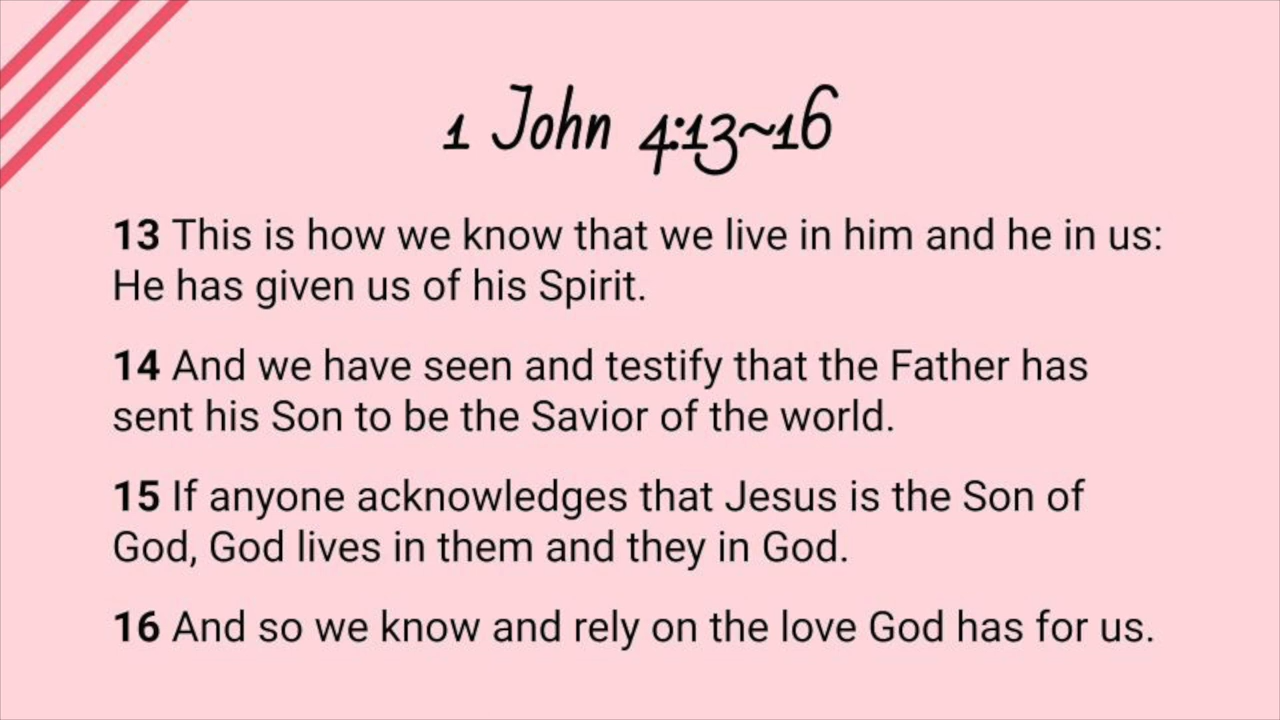 1 John 4:13~16
13 This is how we know that we live in him and he in us:
He has given us of his Spirit.
14 And we have seen and testify that the Father has
sent his Son to be the Savior of the world.
15 If anyone acknowledges that Jesus is the Son of
God, God lives in them and they in God.
16 And so we know and rely on the love God has for us.